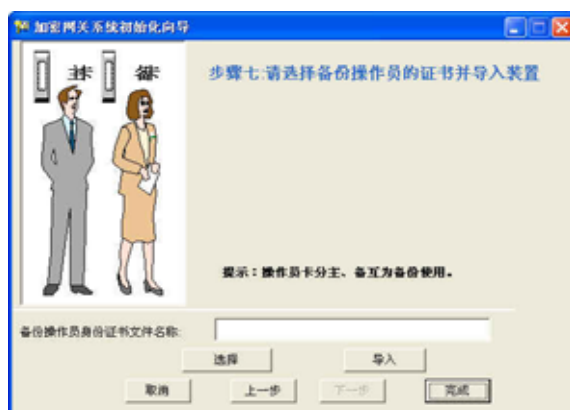 加密网关系统初始化向导
主 备
步骤七:请选择备份操作员的证书并导入装置
提示：操作员卡分主、备互为备份使用。
备份操作员身份证书文件名称:
选择 导入
取消 上一步 下一步 完成